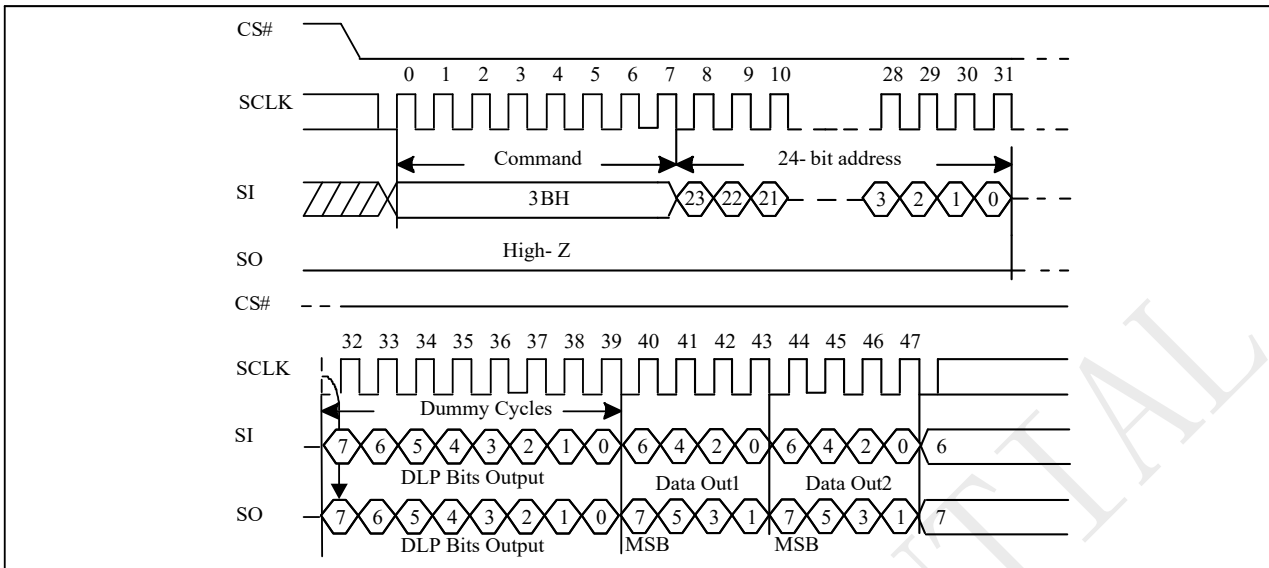 CS#
0 1 2 3 4 5 6 7 8 9 10 28 29 30 31
SCLK
Command 24- bit address
SI 3BH 23 22 21 3 2 1 0
High- Z
SO
CS#
32 33 34 35 36 37 38 39 40 41 42 43 44 45 46 47
SCLK
Dummy Cycles
SI 7 6 5 4 3 2 1 0 6 4 2 0 6 4 2 0 6
DLP Bits Output Data Out1 Data Out2
SO 7 6 5 4 3 2 1 0 7 5 3 1 7 5 3 1 7
DLP Bits Output MSB MSB
TIAL